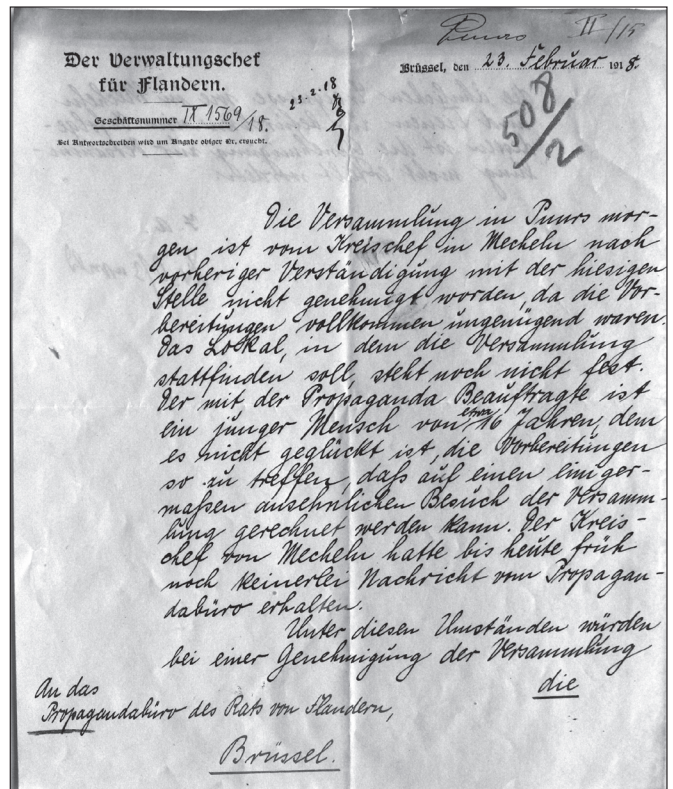 Puurs II/15
Der Verwaltungschef
für Flandern.
Brüssel, den 23. Februar 1918.
23.2.18
Geschäftsnummer IX 1569/18.
Bei Antwortschreiben wird um Angabe obiger Nr. ersucht.
508/2
Die Versammlung in Puurs mor-
gen ist vom Kreischef in Mecheln nach
vorheriger Verständigung mit der hiesigen
Stelle nicht genehmigt worden, da die Vor-
bereitungen vollkommen ungenügend waren.
Das Lokal, in dem die Versammlung
stattfinden soll, steht noch nicht fest.
Der mit der Propaganda Beauftragte ist
ein junger Mensch von etwa 16 Jahren, dem
es nicht geglückt ist, die Vorbereitungen
so zu treffen, daß auf einen einiger-
maßen ansehnlichen Besuch der Versamm-
lung gerechnet werden kann. Der Kreis-
chef von Mecheln hatte bis heute früh
noch keinerlei Nachricht vom Propagan-
dabüro erhalten.
Unter diesen Umständen würden
bei einer Genehmigung der Versammlung
die
An das
Propagandabüro des Rats von Flandern,
Brüssel.